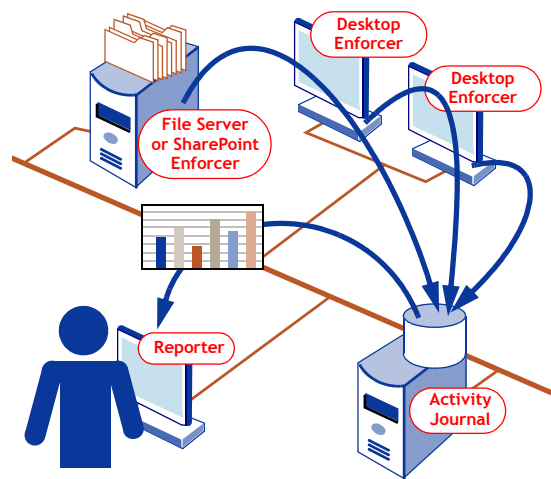 Desktop
Enforcer
Desktop
Enforcer
File Server
or SharePoint
Enforcer
Reporter
Activity
Journal